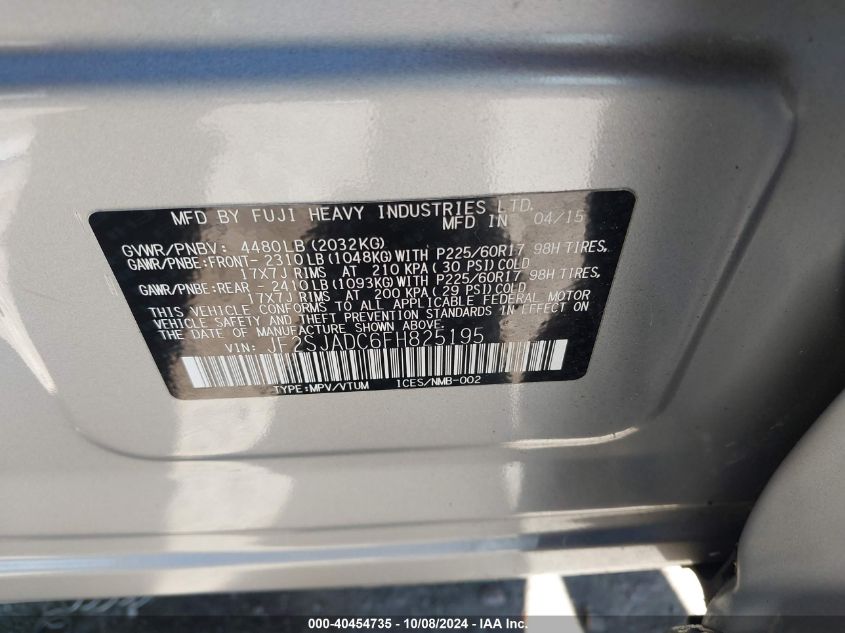 MFD BY FUJI HEAVY INDUSTRIES LTD.
MFD IN 04/15
GVWR/PNBV: 4480LB(2032KG)
GAWR/PNBE:FRONT- 2310LB(1048KG)WITH P225/60R17 98H TIRES,
17X7J RIMS AT 210 KPA(30 PSI)COLD
GAWR/PNBE:REAR - 2410LB(1093KG)WITH P225/60R17 98H TIRES,
17X7J RIMS AT 200 KPA(29 PSI)COLD
THIS VEHICLE CONFORMS TO ALL APPLICABLE FEDERAL MOTOR
VEHICLE SAFETY AND THEFT PREVENTION STANDARDS IN EFFECT ON
THE DATE OF MANUFACTURE SHOWN ABOVE.
VIN: JF2SJADC6FH825195
TYPE:MPV/VTUM 1CES/NMB-002
000-40454735 - 10/08/2024 - IAA Inc.